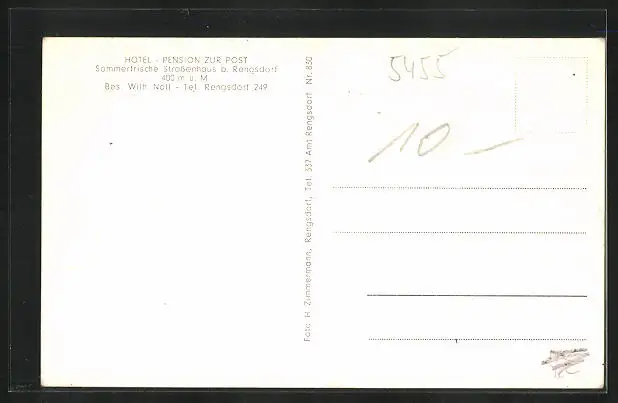 HOTEL - PENSION ZUR POST
Sommerfrische Straßenhaus b. Rengsdorf
400 m ü. M
Bes. Wilh. Noll - Tel. Rengsdorf 249
Foto H. Zimmermann, Rengsdorf, Tel. 337 Amt Rengsdorf Nr. 830
5455
10 -